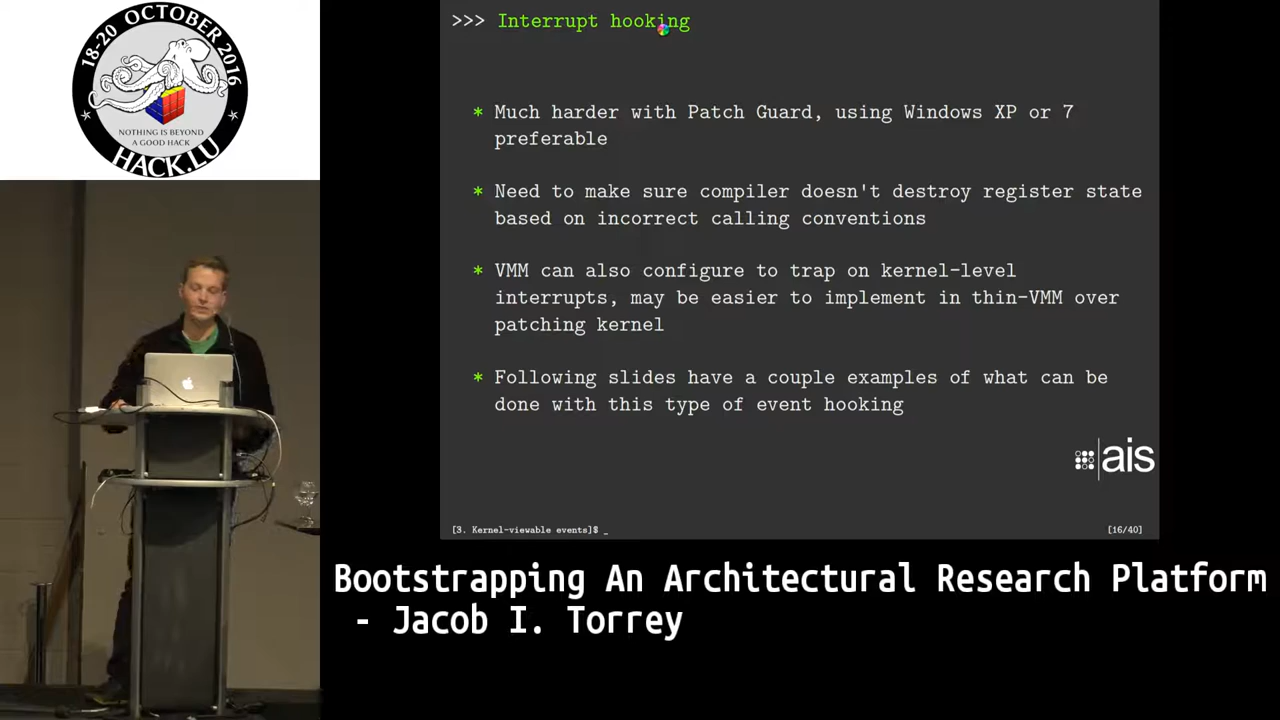 18-20 OCTOBER 2016
NOTHING IS BEYOND
A GOOD HACK
HACK.LU
>>> Interrupt hooking
* Much harder with Patch Guard, using Windows XP or 7
preferable
* Need to make sure compiler doesn't destroy register state
based on incorrect calling conventions
* VMM can also configure to trap on kernel-level
interrupts, may be easier to implement in thin-VMM over
patching kernel
* Following slides have a couple examples of what can be
done with this type of event hooking
ais
[3. Kernel-viewable events]$ _
[16/40]
Bootstrapping An Architectural Research Platform
- Jacob I. Torrey